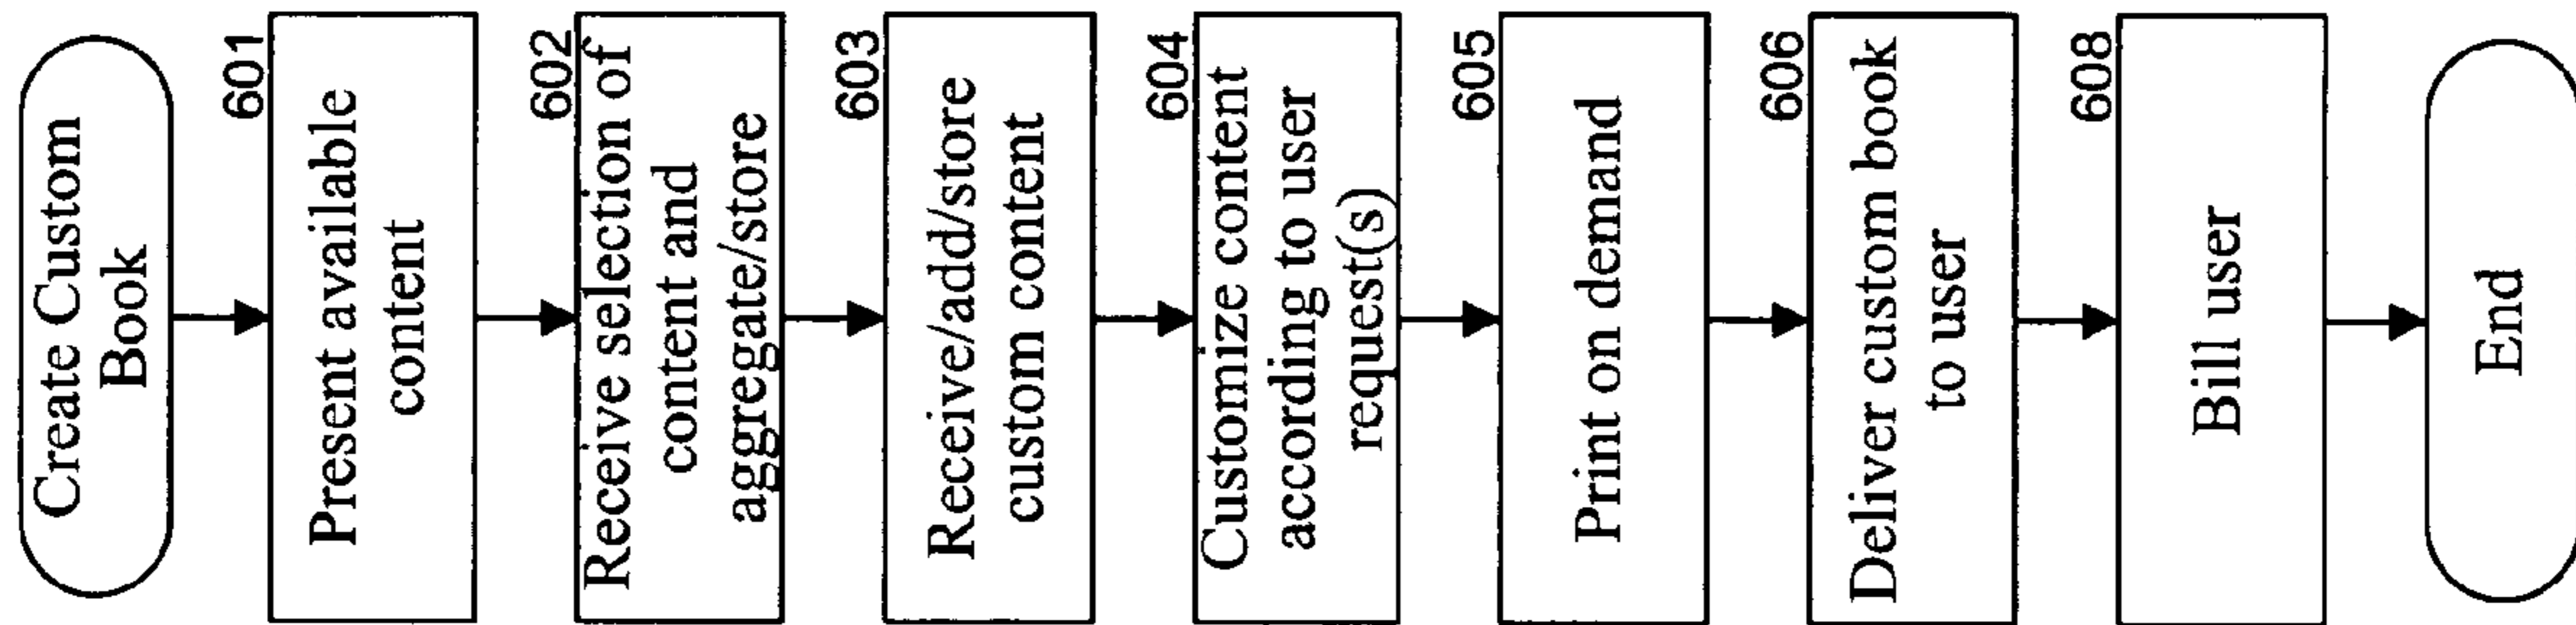 Create Custom
Book
601
Present available
content
602
Receive selection of
content and
aggregate/store
603
Receive/add/store
custom content
604
Customize content
according to user
request(s)
605
Print on demand
606
Deliver custom book
to user
608
Bill user
End